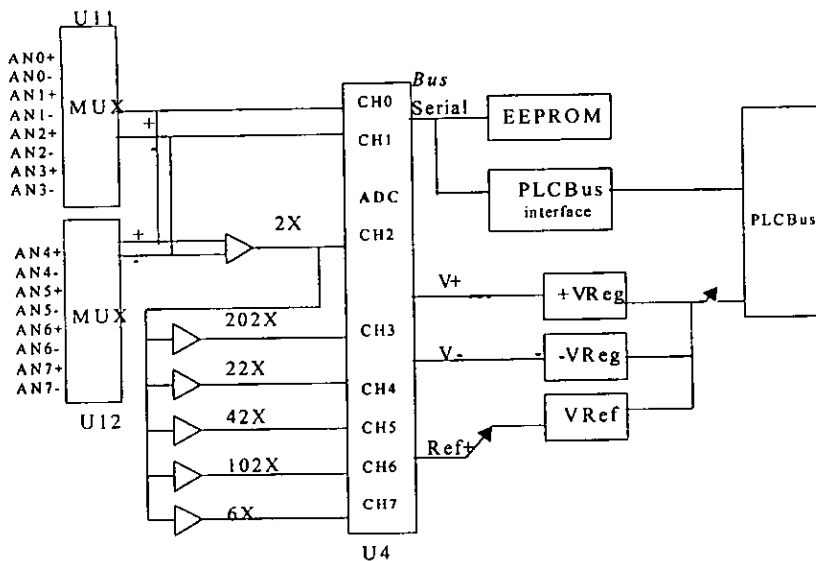 U11
AN0+
AN0-
AN1+
AN1-
AN2+
AN2-
AN3+
AN3-
MUX
+
-
AN4+
AN4-
AN5+
AN5-
AN6+
AN6-
AN7+
AN7-
MUX
U12
+
-
2X
202X
22X
42X
102X
6X
CH0
CH1
ADC
CH2
CH3
CH4
CH5
CH6
CH7
U4
Bus
Serial
EEPROM
PLCBus
interface
PLCBus
V+
+VReg
V-
-VReg
Ref+
VRef